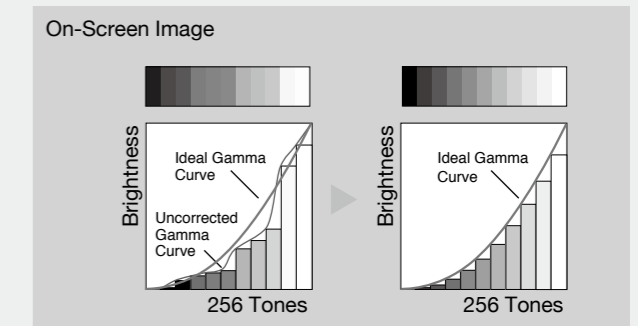 On-Screen Image
Brightness
Ideal Gamma
Curve
Uncorrected
Gamma
Curve
256 Tones
Brightness
Ideal Gamma
Curve
256 Tones